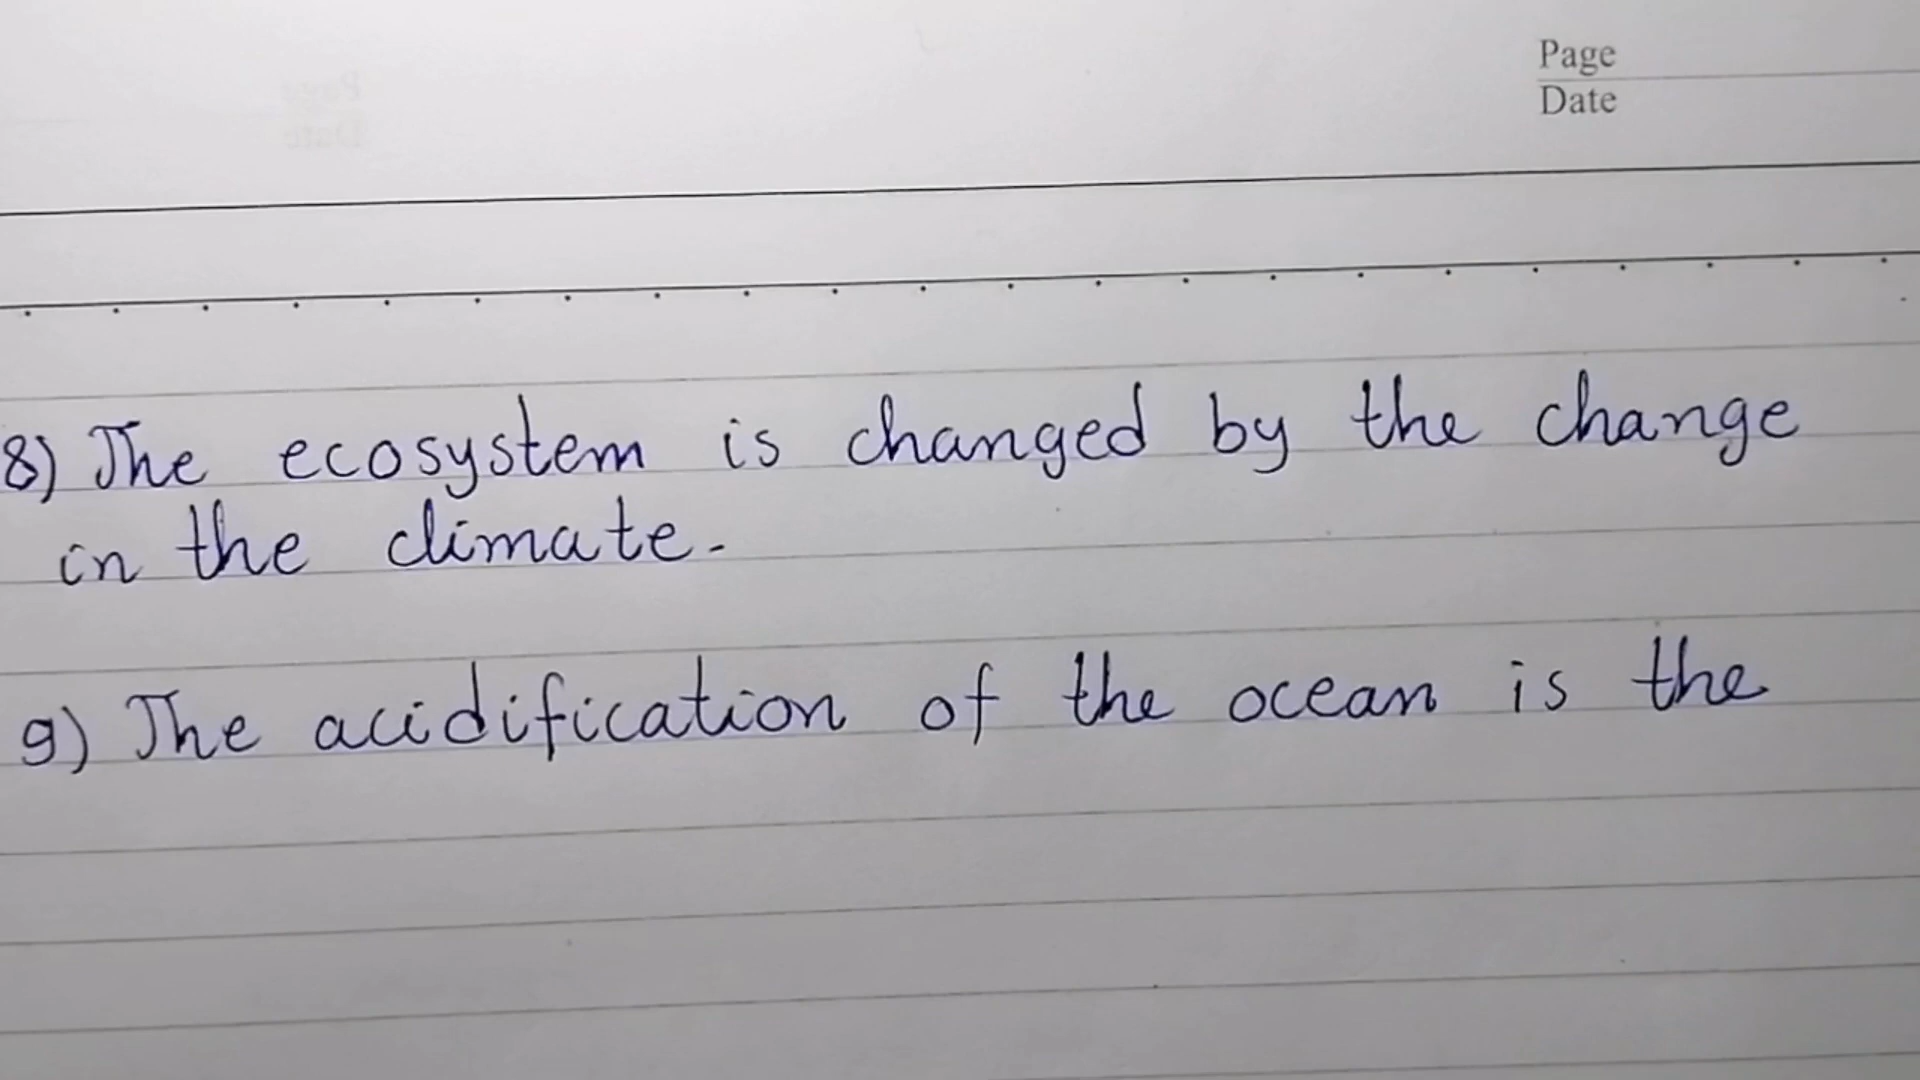 Page
Date
8) The ecosystem is changed by the change
in the climate.
9) The acidification of the ocean is the